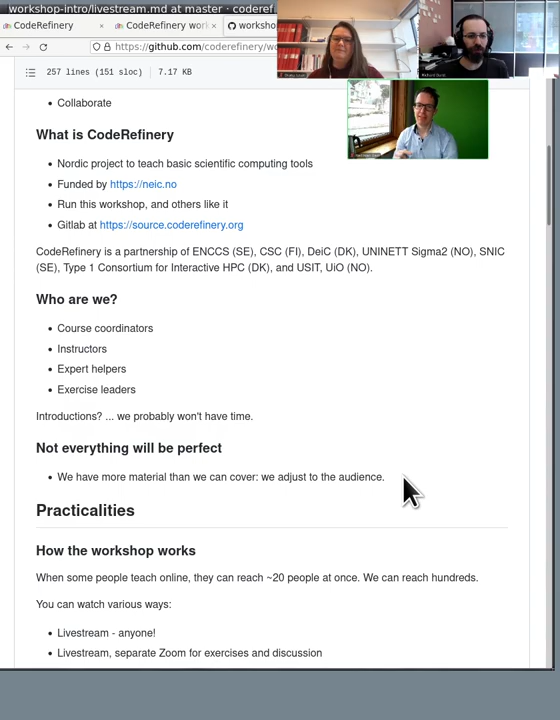 workshop-intro/livestream.md at master · coderef
CodeRefinery
CodeRefinery work
worksho
https://github.com/coderefinery/wo
257 lines (151 sloc) 7.17 KB
• Collaborate
What is CodeRefinery
• Nordic project to teach basic scientific computing tools
• Funded by https://neic.no
• Run this workshop, and others like it
• Gitlab at https://source.coderefinery.org
CodeRefinery is a partnership of ENCCS (SE), CSC (FI), DeiC (DK), UNINETT Sigma2 (NO), SNIC
(SE), Type 1 Consortium for Interactive HPC (DK), and USIT, UiO (NO).
Who are we?
• Course coordinators
• Instructors
• Expert helpers
• Exercise leaders
Introductions? ... we probably won't have time.
Not everything will be perfect
• We have more material than we can cover: we adjust to the audience.
Practicalities
How the workshop works
When some people teach online, they can reach ~20 people at once. We can reach hundreds.
You can watch various ways:
• Livestream - anyone!
• Livestream, separate Zoom for exercises and discussion